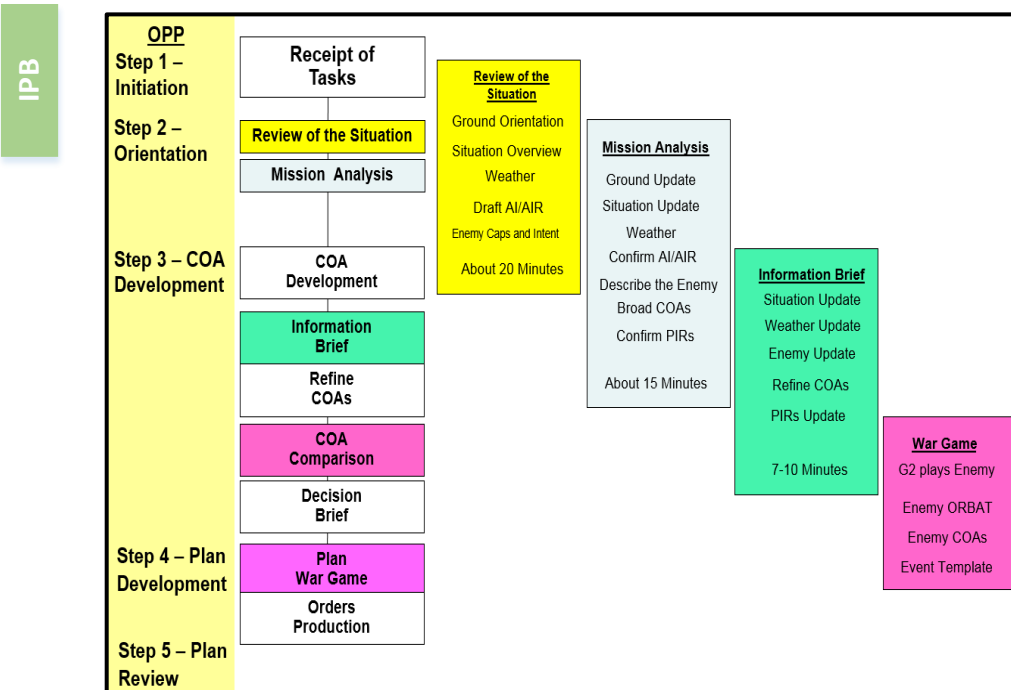 IPB
OPP
Step 1 –
Initiation
Step 2 –
Orientation
Step 3 – COA
Development
Step 4 – Plan
Development
Step 5 – Plan
Review
Receipt of
Tasks
Review of the Situation
Mission Analysis
COA
Development
Information
Brief
Refine
COAs
COA
Comparison
Decision
Brief
Plan
War Game
Orders
Production
Review of the
Situation
Ground Orientation
Situation Overview
Weather
Draft AI/AIR
Enemy Caps and Intent
About 20 Minutes
Mission Analysis
Ground Update
Situation Update
Weather
Confirm AI/AIR
Describe the Enemy
Broad COAs
Confirm PIRs
About 15 Minutes
Information Brief
Situation Update
Weather Update
Enemy Update
Refine COAs
PIRs Update
7-10 Minutes
War Game
G2 plays Enemy
Enemy ORBAT
Enemy COAs
Event Template